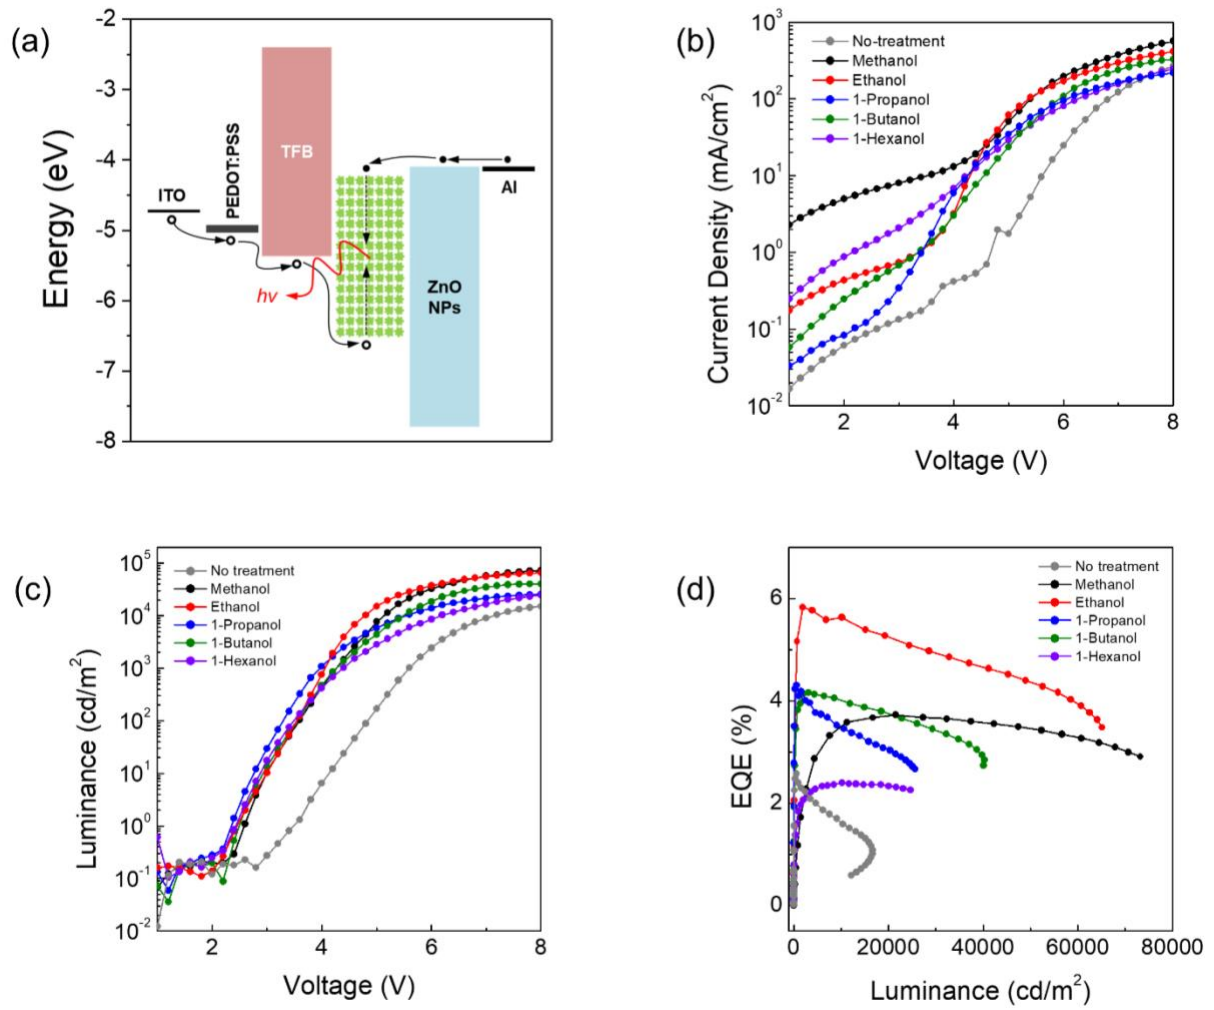 (a)
Energy (eV)
-2
-3
-4
-5
-6
-7
-8
ITO
PEDOT:PSS
TFB
hν
ZnO
NPs
Al
(b)
Current Density (mA/cm²)
10³
10²
10¹
10⁰
10⁻¹
10⁻²
No-treatment
Methanol
Ethanol
1-Propanol
1-Butanol
1-Hexanol
2 4 6 8
Voltage (V)
(c)
Luminance (cd/m²)
10⁵
10⁴
10³
10²
10¹
10⁰
10⁻¹
10⁻²
No treatment
Methanol
Ethanol
1-Propanol
1-Butanol
1-Hexanol
2 4 6 8
Voltage (V)
(d)
EQE (%)
6
4
2
0
No treatment
Methanol
Ethanol
1-Propanol
1-Butanol
1-Hexanol
0 20000 40000 60000 80000
Luminance (cd/m²)